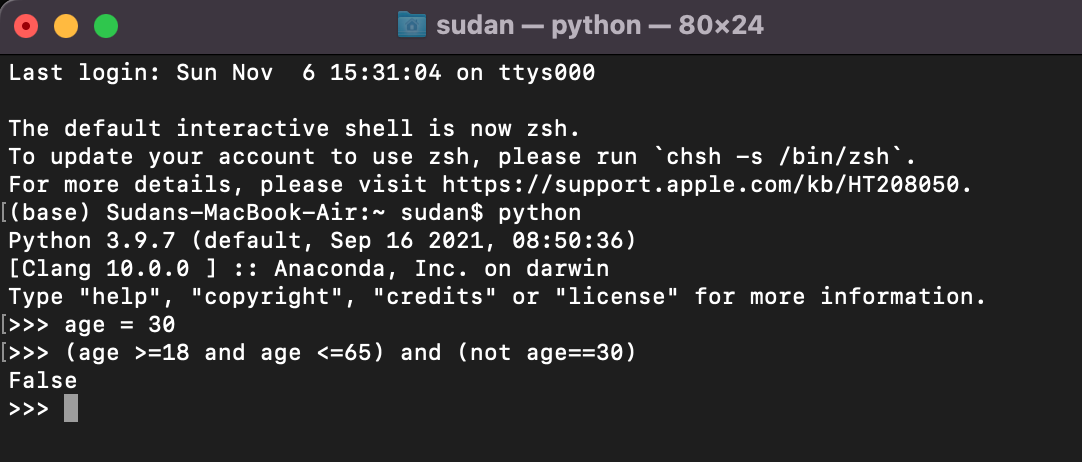 sudan — python — 80×24
Last login: Sun Nov  6 15:31:04 on ttys000
The default interactive shell is now zsh.
To update your account to use zsh, please run `chsh -s /bin/zsh`.
For more details, please visit https://support.apple.com/kb/HT208050.
[(base) Sudans-MacBook-Air:~ sudan$ python
Python 3.9.7 (default, Sep 16 2021, 08:50:36)
[Clang 10.0.0 ] :: Anaconda, Inc. on darwin
Type "help", "copyright", "credits" or "license" for more information.
[>>> age = 30
[>>> (age >=18 and age <=65) and (not age==30)
False
>>>